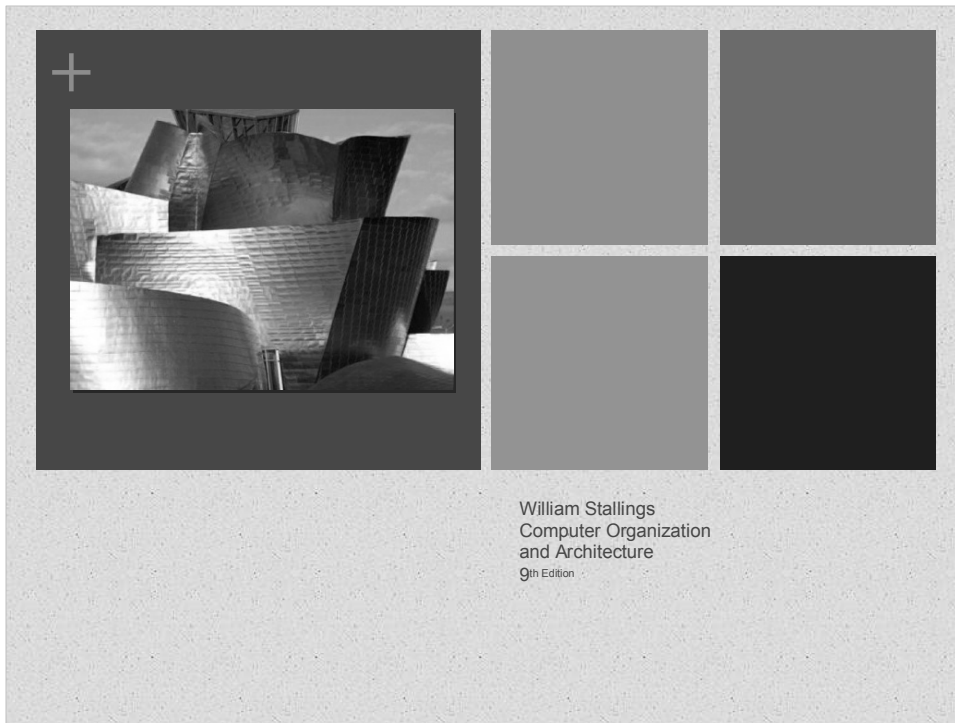 +
William Stallings
Computer Organization
and Architecture
9th Edition